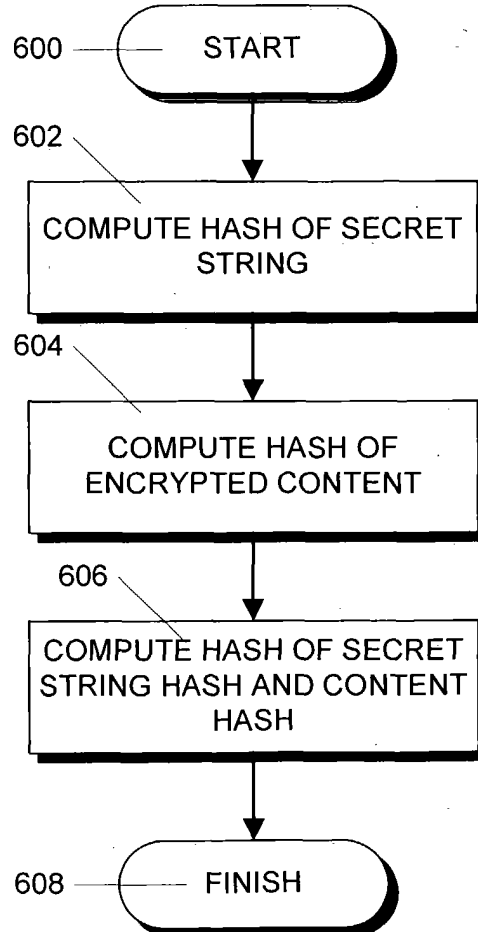 600
START
602
COMPUTE HASH OF SECRET
STRING
604
COMPUTE HASH OF
ENCRYPTED CONTENT
606
COMPUTE HASH OF SECRET
STRING HASH AND CONTENT
HASH
608
FINISH